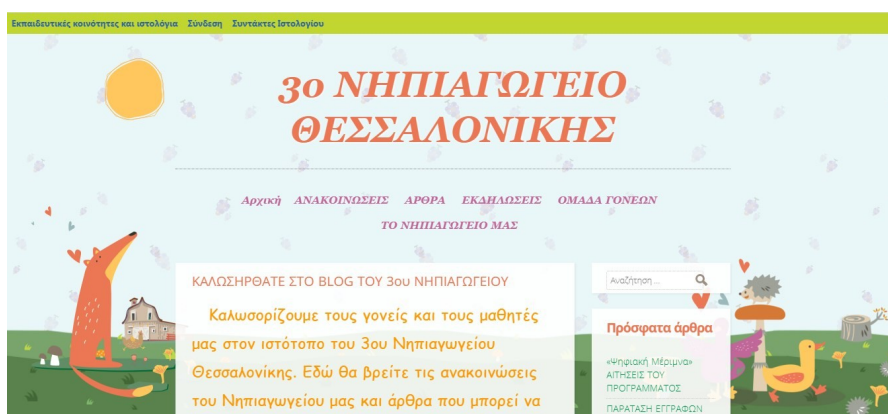 Εκπαιδευτικές κοινότητες και ιστολόγια Σύνδεση Συντάκτες Ιστολογίου
3ο ΝΗΠΙΑΓΩΓΕΙΟ
ΘΕΣΣΑΛΟΝΙΚΗΣ
Αρχική ΑΝΑΚΟΙΝΩΣΕΙΣ ΑΡΘΡΑ ΕΚΔΗΛΩΣΕΙΣ ΟΜΑΔΑ ΓΟΝΕΩΝ
ΤΟ ΝΗΠΙΑΓΩΓΕΙΟ ΜΑΣ
ΚΑΛΩΣΗΡΘΑΤΕ ΣΤΟ BLOG ΤΟΥ 3ου ΝΗΠΙΑΓΩΓΕΙΟΥ
Καλωσορίζουμε τους γονείς και τους μαθητές
μας στον ιστότοπο του 3ου Νηπιαγωγείου
Θεσσαλονίκης. Εδώ θα βρείτε τις ανακοινώσεις
του Νηπιαγωγείου μας και άρθρα που μπορεί να
Αναζήτηση ...
Πρόσφατα άρθρα
«Ψηφιακή Μέριμνα»
ΑΙΤΗΣΕΙΣ ΤΟΥ
ΠΡΟΓΡΑΜΜΑΤΟΣ
ΠΑΡΑΤΑΣΗ ΕΓΓΡΑΦΩΝ